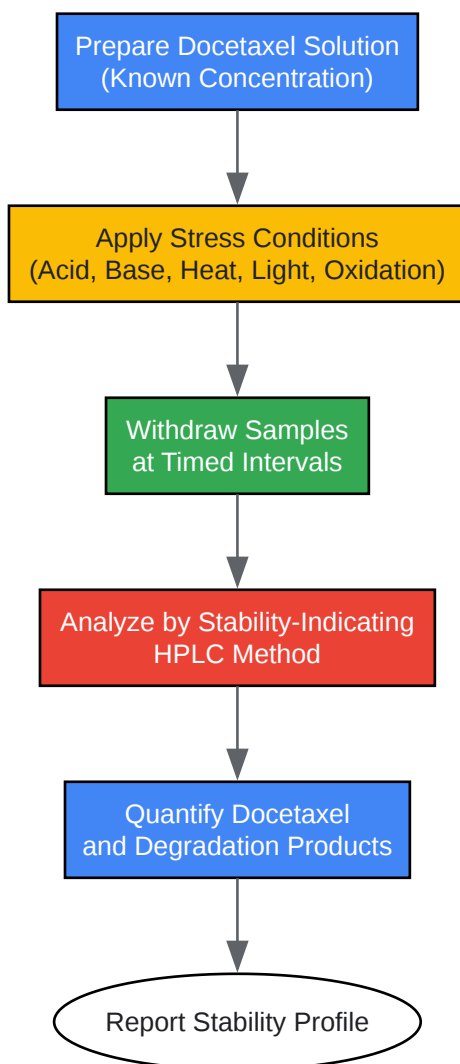 Prepare Docetaxel Solution
(Known Concentration)
Apply Stress Conditions
(Acid, Base, Heat, Light, Oxidation)
Withdraw Samples
at Timed Intervals
Analyze by Stability-Indicating
HPLC Method
Quantify Docetaxel
and Degradation Products
Report Stability Profile